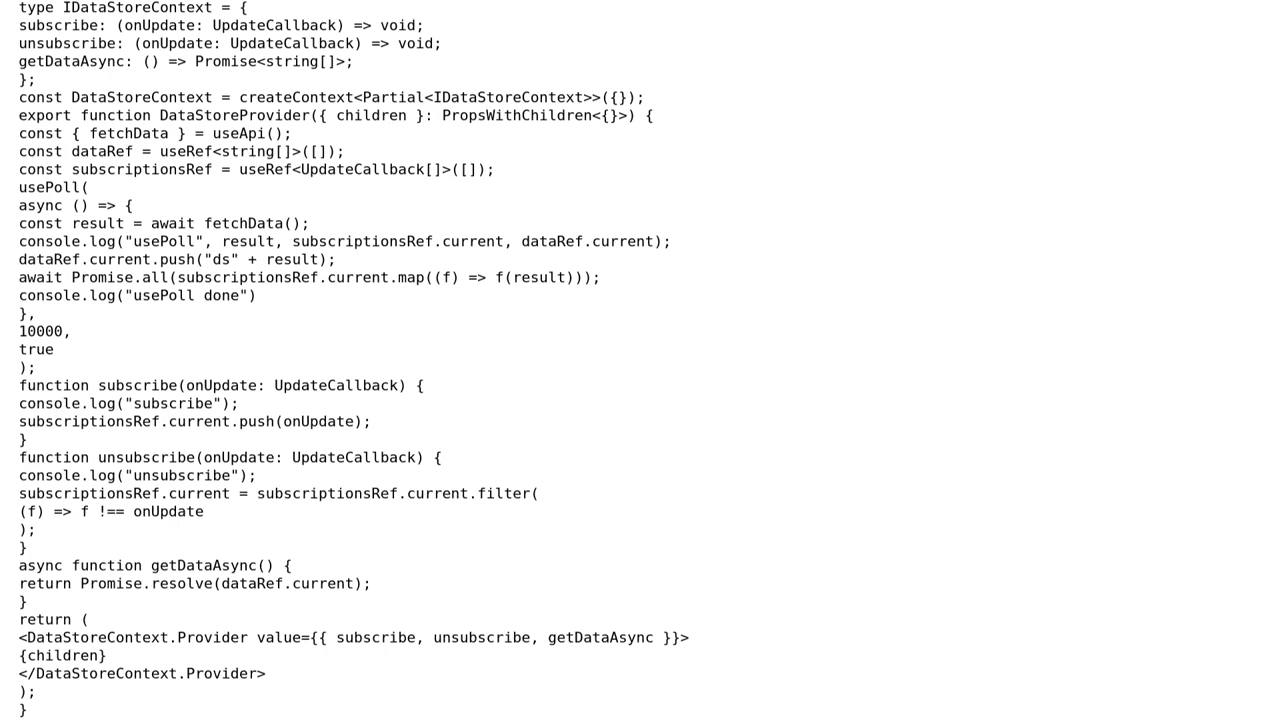 type IDataStoreContext = {
subscribe: (onUpdate: UpdateCallback) => void;
unsubscribe: (onUpdate: UpdateCallback) => void;
getDataAsync: () => Promise<string[]>;
};
const DataStoreContext = createContext<Partial<IDataStoreContext>>({});
export function DataStoreProvider({ children }: PropsWithChildren<{}>) {
const { fetchData } = useApi();
const dataRef = useRef<string[]>([]);
const subscriptionsRef = useRef<UpdateCallback[]>([]);
usePoll(
async () => {
const result = await fetchData();
console.log("usePoll", result, subscriptionsRef.current, dataRef.current);
dataRef.current.push("ds" + result);
await Promise.all(subscriptionsRef.current.map((f) => f(result)));
console.log("usePoll done")
},
10000,
true
);
function subscribe(onUpdate: UpdateCallback) {
console.log("subscribe");
subscriptionsRef.current.push(onUpdate);
}
function unsubscribe(onUpdate: UpdateCallback) {
console.log("unsubscribe");
subscriptionsRef.current = subscriptionsRef.current.filter(
(f) => f !== onUpdate
);
}
async function getDataAsync() {
return Promise.resolve(dataRef.current);
}
return (
<DataStoreContext.Provider value={{ subscribe, unsubscribe, getDataAsync }}>
{children}
</DataStoreContext.Provider>
);
}